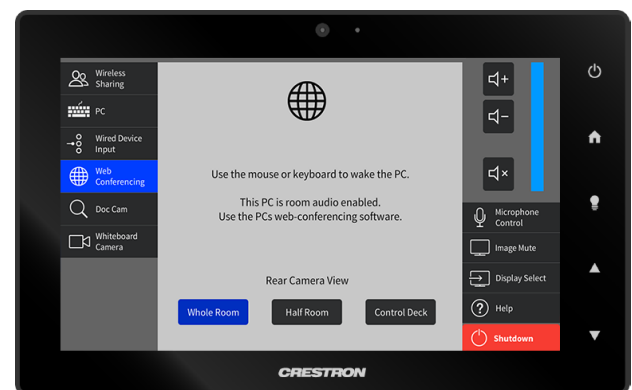 Wireless
Sharing
PC
Wired Device
Input
Web
Conferencing
Doc Cam
Whiteboard
Camera
Use the mouse or keyboard to wake the PC.
This PC is room audio enabled.
Use the PCs web-conferencing software.
Rear Camera View
Whole Room
Half Room
Control Deck
Microphone
Control
Image Mute
Display Select
Help
Shutdown
CRESTRON